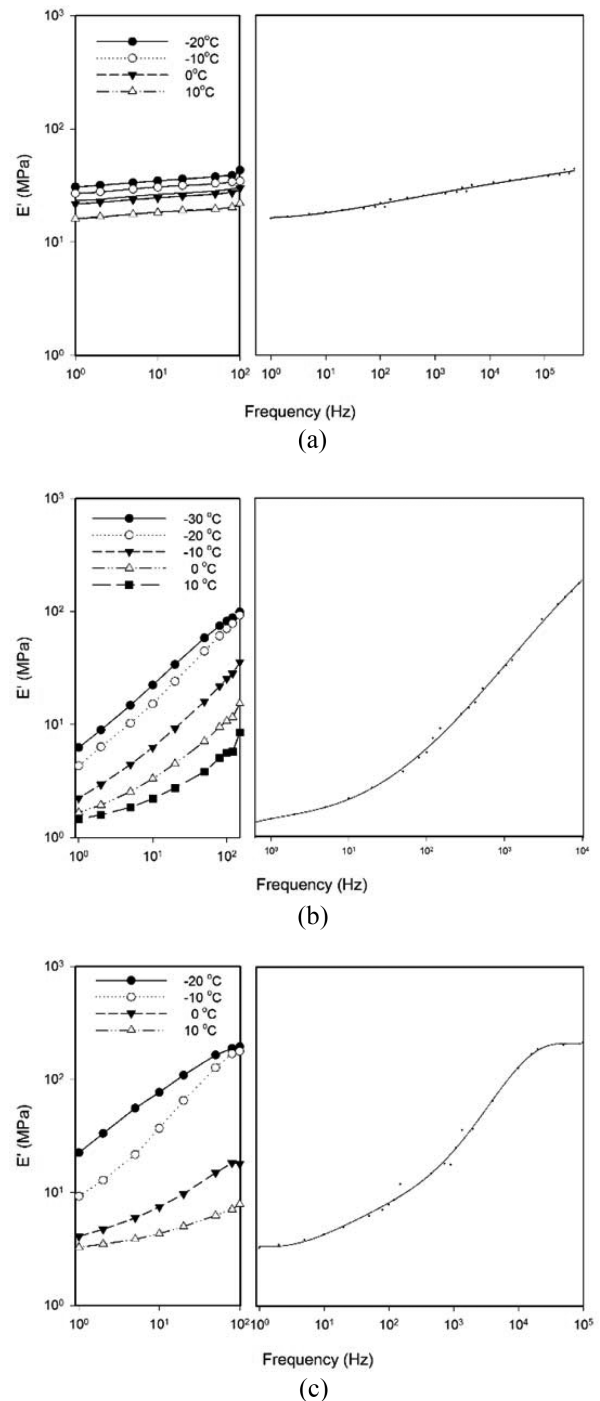 10³
10²
10¹
10⁰
E' (MPa)
-20°C
-10°C
0°C
10°C
10⁰ 10¹ 10² 10⁰ 10¹ 10² 10³ 10⁴ 10⁵
Frequency (Hz)
(a)
10³
10²
10¹
10⁰
E' (MPa)
-30 °C
-20 °C
-10 °C
0 °C
10 °C
10⁰ 10¹ 10² 10⁰ 10¹ 10² 10³ 10⁴
Frequency (Hz)
(b)
10³
10²
10¹
10⁰
E' (MPa)
-20 °C
-10 °C
0 °C
10 °C
10⁰ 10¹ 10² 10⁰ 10¹ 10² 10³ 10⁴ 10⁵
Frequency (Hz)
(c)